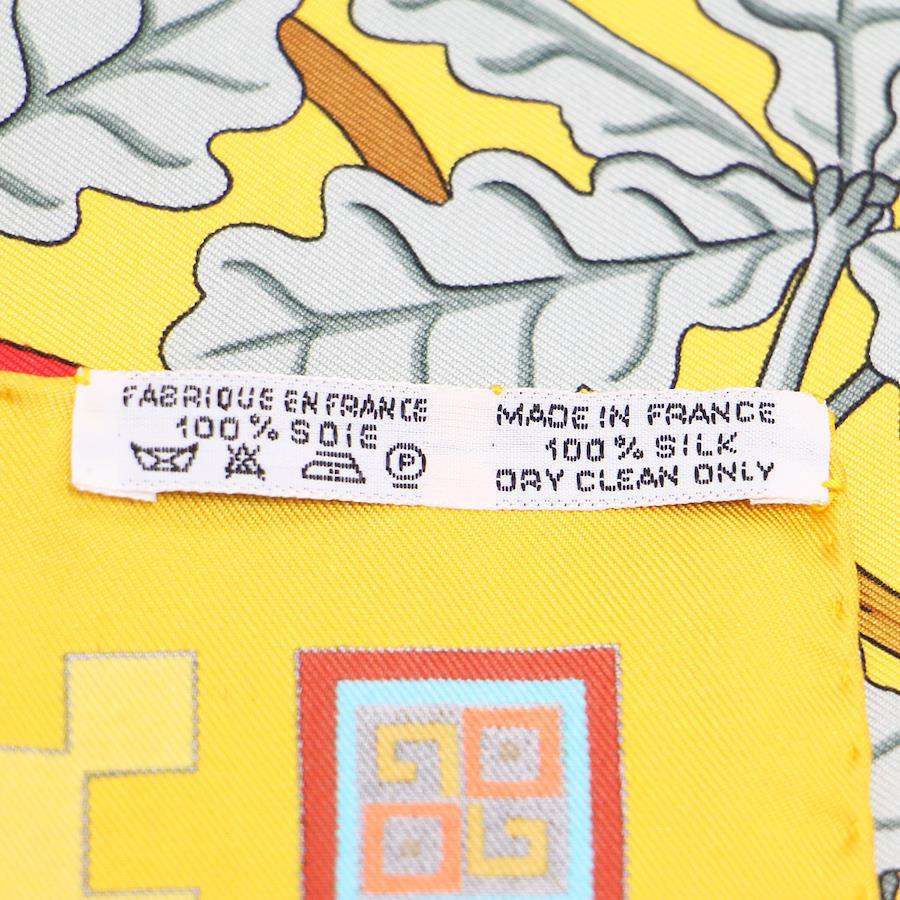 FABRIQUE EN FRANCE
100% SOIE
P
MADE IN FRANCE
100% SILK
DRY CLEAN ONLY